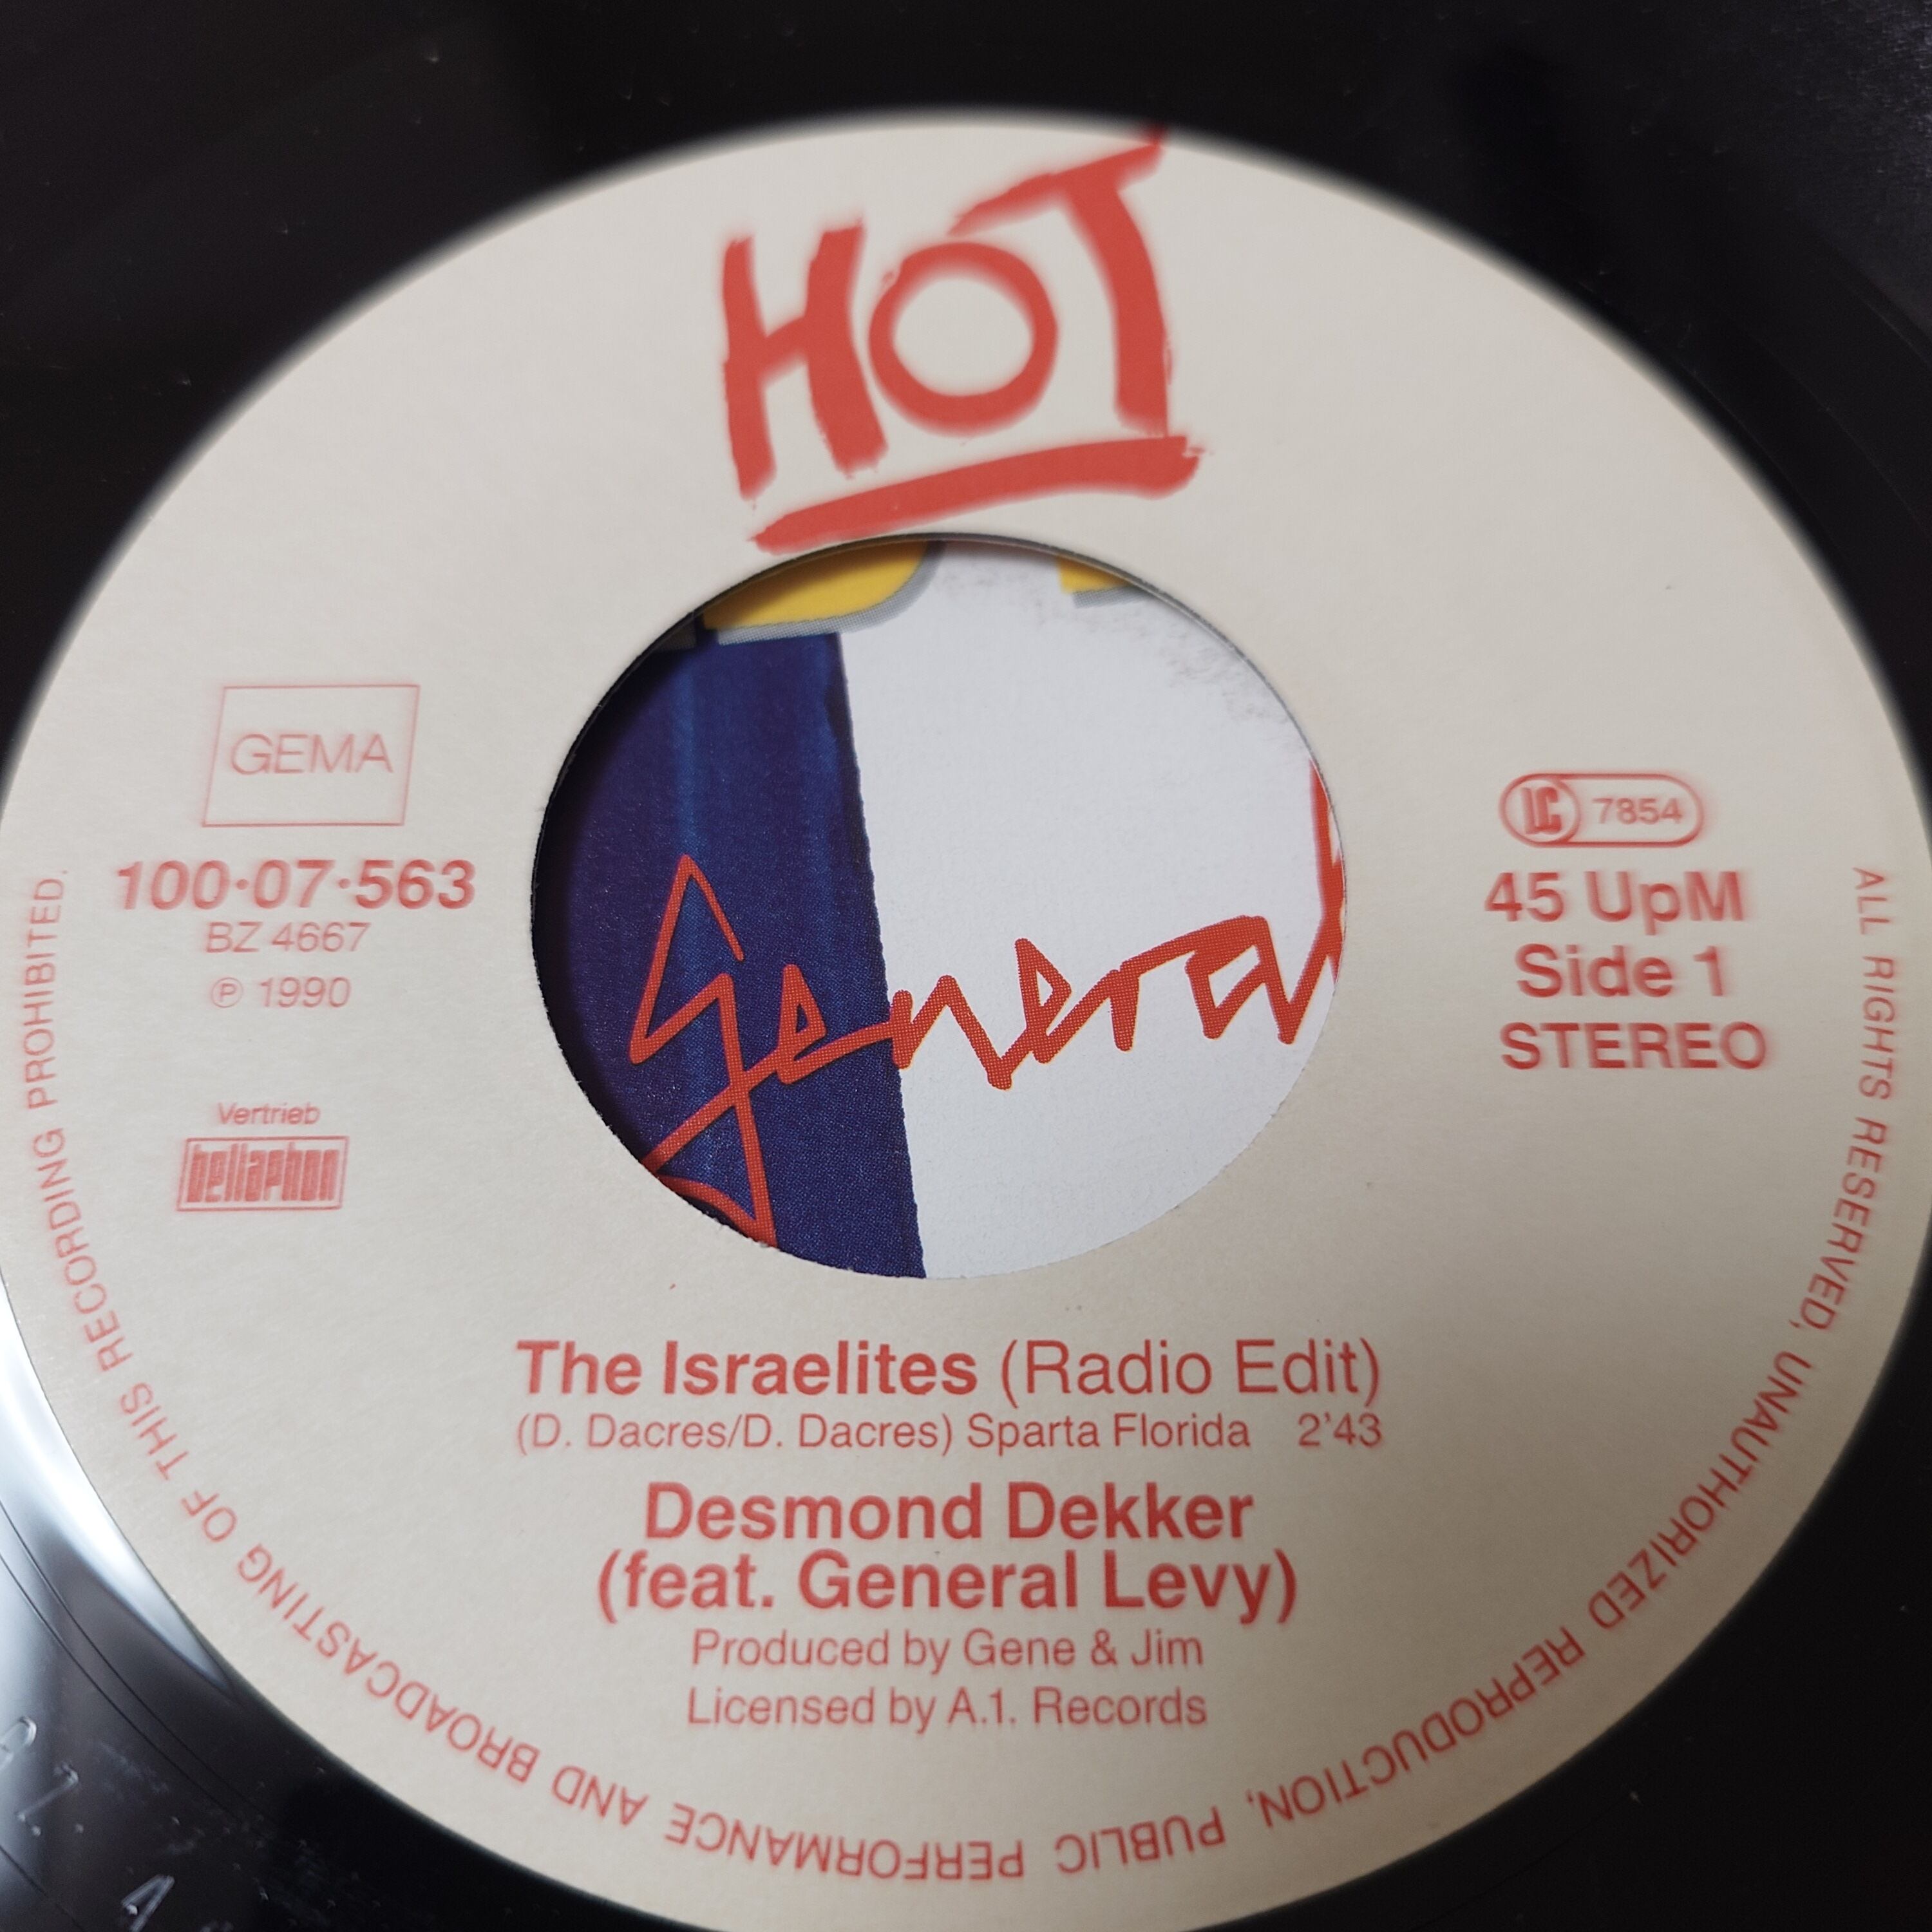 HOT
GEMA
100·07·563
BZ 4667
℗ 1990
Vertrieb
bellaphon
LC 7854
45 UpM
Side 1
STEREO
General
The Israelites (Radio Edit)
(D. Dacres/D. Dacres) Sparta Florida 2'43
Desmond Dekker
(feat. General Levy)
Produced by Gene & Jim
Licensed by A.1. Records
ALL RIGHTS RESERVED, UNAUTHORIZED REPRODUCTION, PUBLIC PERFORMANCE AND BROADCASTING OF THIS RECORDING PROHIBITED.